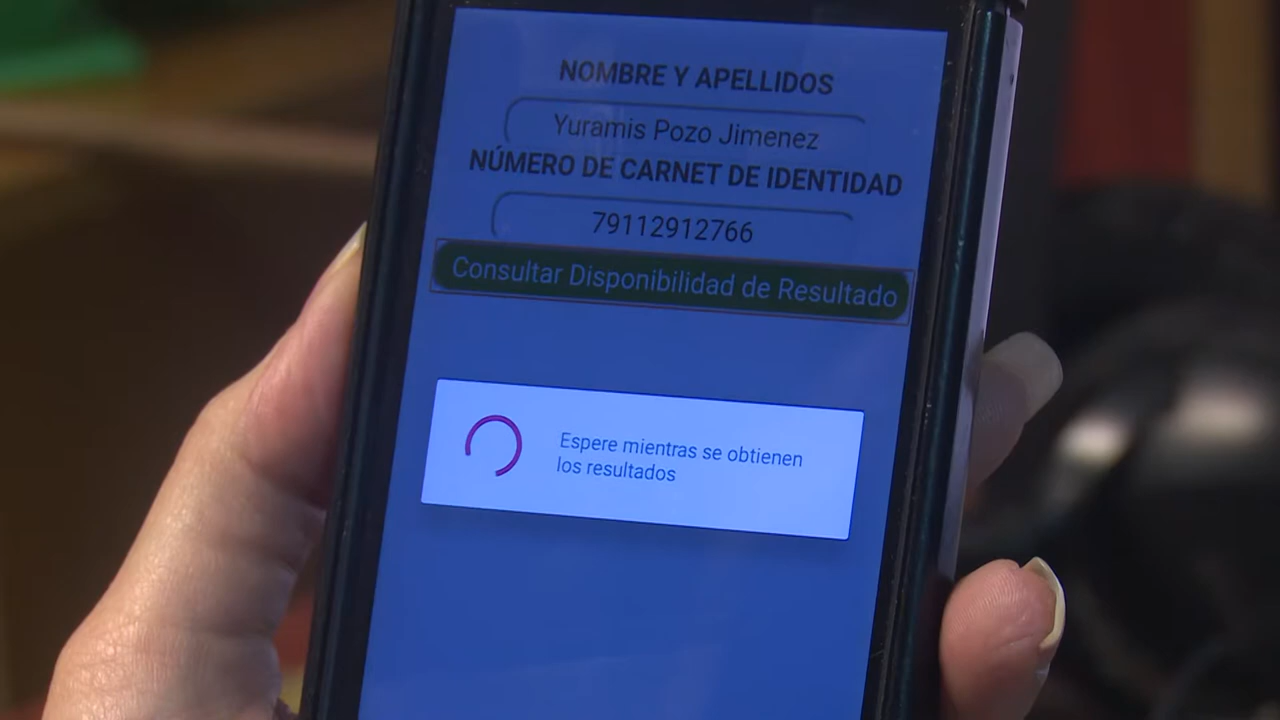 NOMBRE Y APELLIDOS
Yuramis Pozo Jimenez
NÚMERO DE CARNET DE IDENTIDAD
79112912766
Consultar Disponibilidad de Resultado
Espere mientras se obtienen
los resultados